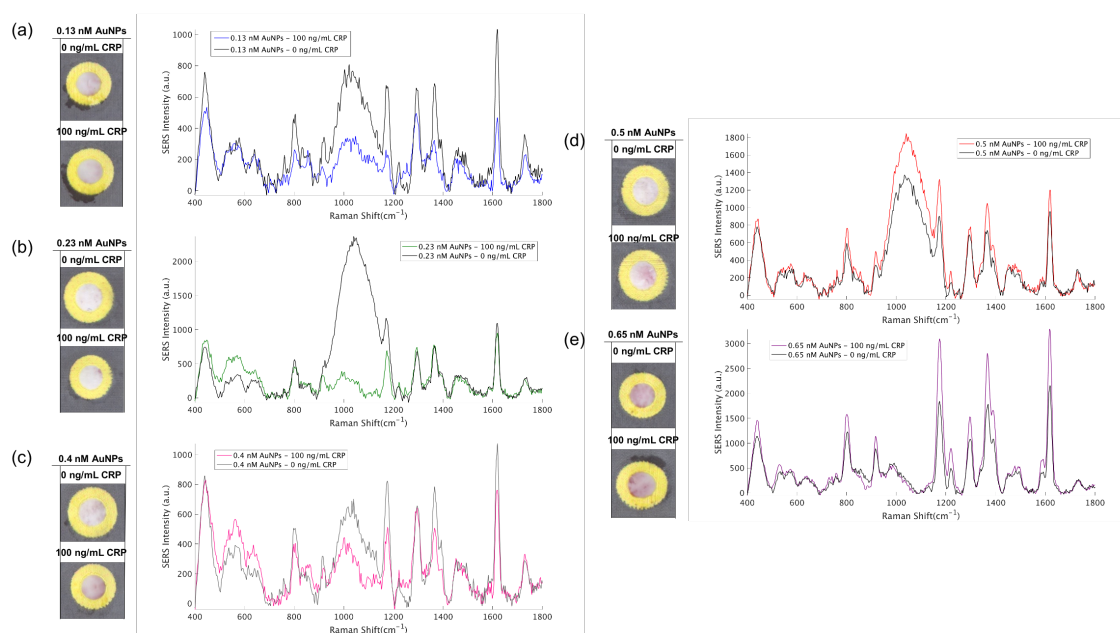 (a)
0.13 nM AuNPs
0 ng/mL CRP
100 ng/mL CRP
SERS Intensity (a.u.)
1000
800
600
400
200
0
0.13 nM AuNPs - 100 ng/mL CRP
0.13 nM AuNPs - 0 ng/mL CRP
400 600 800 1000 1200 1400 1600 1800
Raman Shift(cm⁻¹)
(b)
0.23 nM AuNPs
0 ng/mL CRP
100 ng/mL CRP
SERS Intensity (a.u.)
2000
1500
1000
500
0
0.23 nM AuNPs - 100 ng/mL CRP
0.23 nM AuNPs - 0 ng/mL CRP
400 600 800 1000 1200 1400 1600 1800
Raman Shift(cm⁻¹)
(c)
0.4 nM AuNPs
0 ng/mL CRP
100 ng/mL CRP
SERS Intensity (a.u.)
1000
800
600
400
200
0
0.4 nM AuNPs - 100 ng/mL CRP
0.4 nM AuNPs - 0 ng/mL CRP
400 600 800 1000 1200 1400 1600 1800
Raman Shift(cm⁻¹)
(d)
0.5 nM AuNPs
0 ng/mL CRP
100 ng/mL CRP
SERS Intensity (a.u.)
1800
1600
1400
1200
1000
800
600
400
200
0
0.5 nM AuNPs - 100 ng/mL CRP
0.5 nM AuNPs - 0 ng/mL CRP
400 600 800 1000 1200 1400 1600 1800
Raman Shift(cm⁻¹)
(e)
0.65 nM AuNPs
0 ng/mL CRP
100 ng/mL CRP
SERS Intensity (a.u.)
3000
2500
2000
1500
1000
500
0
0.65 nM AuNPs - 100 ng/mL CRP
0.65 nM AuNPs - 0 ng/mL CRP
400 600 800 1000 1200 1400 1600 1800
Raman Shift(cm⁻¹)